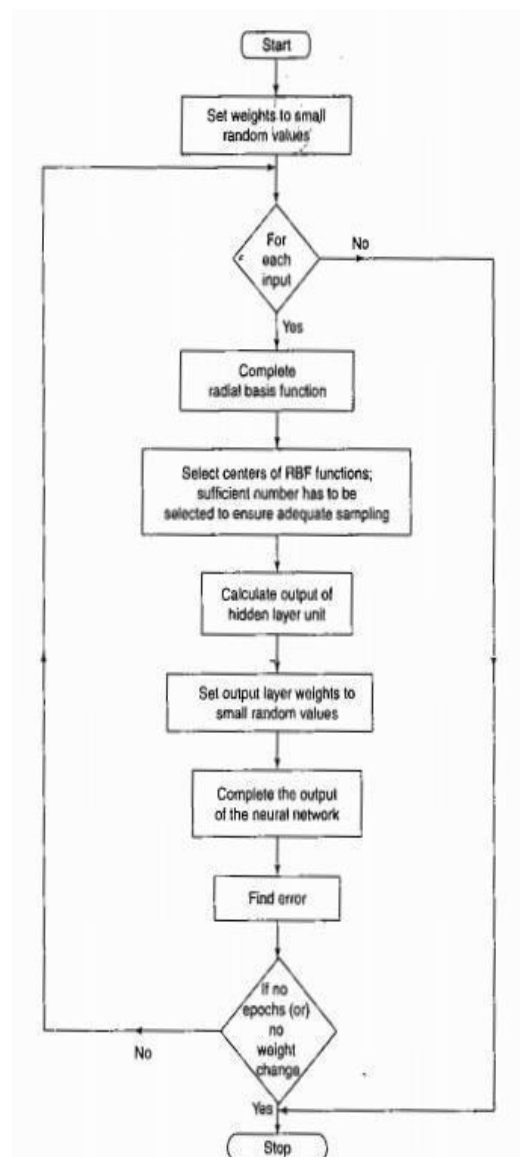 Start
Set weights to small
random values
For
each
input
No
Yes
Complete
radial basis function
Select centers of RBF functions;
sufficient number has to be
selected to ensure adequate sampling
Calculate output of
hidden layer unit
Set output layer weights to
small random values
Complete the output
of the neural network
Find error
If no
epochs (or)
no
weight
change
No
Yes
Stop